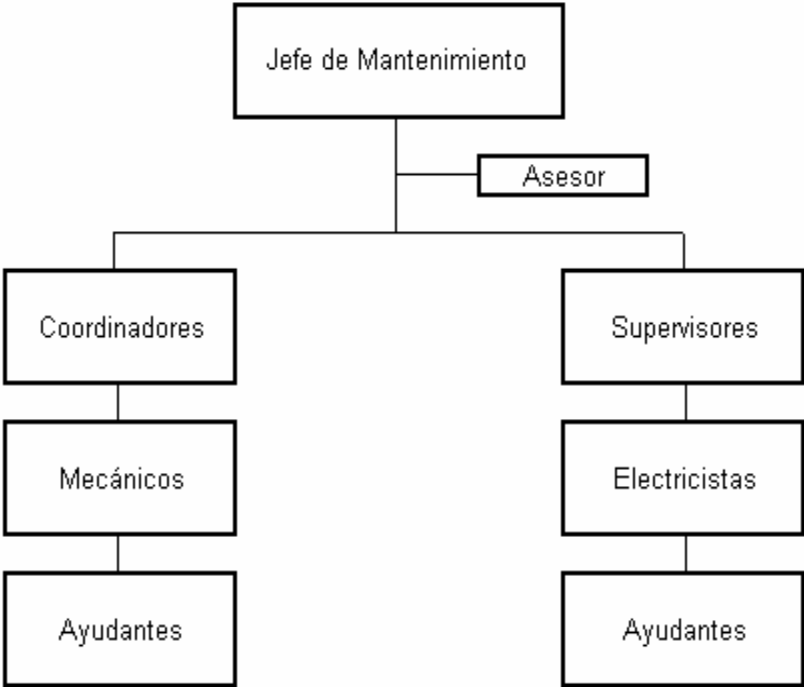 Jefe de Mantenimiento
Asesor
Coordinadores
Supervisores
Mecánicos
Electricistas
Ayudantes
Ayudantes